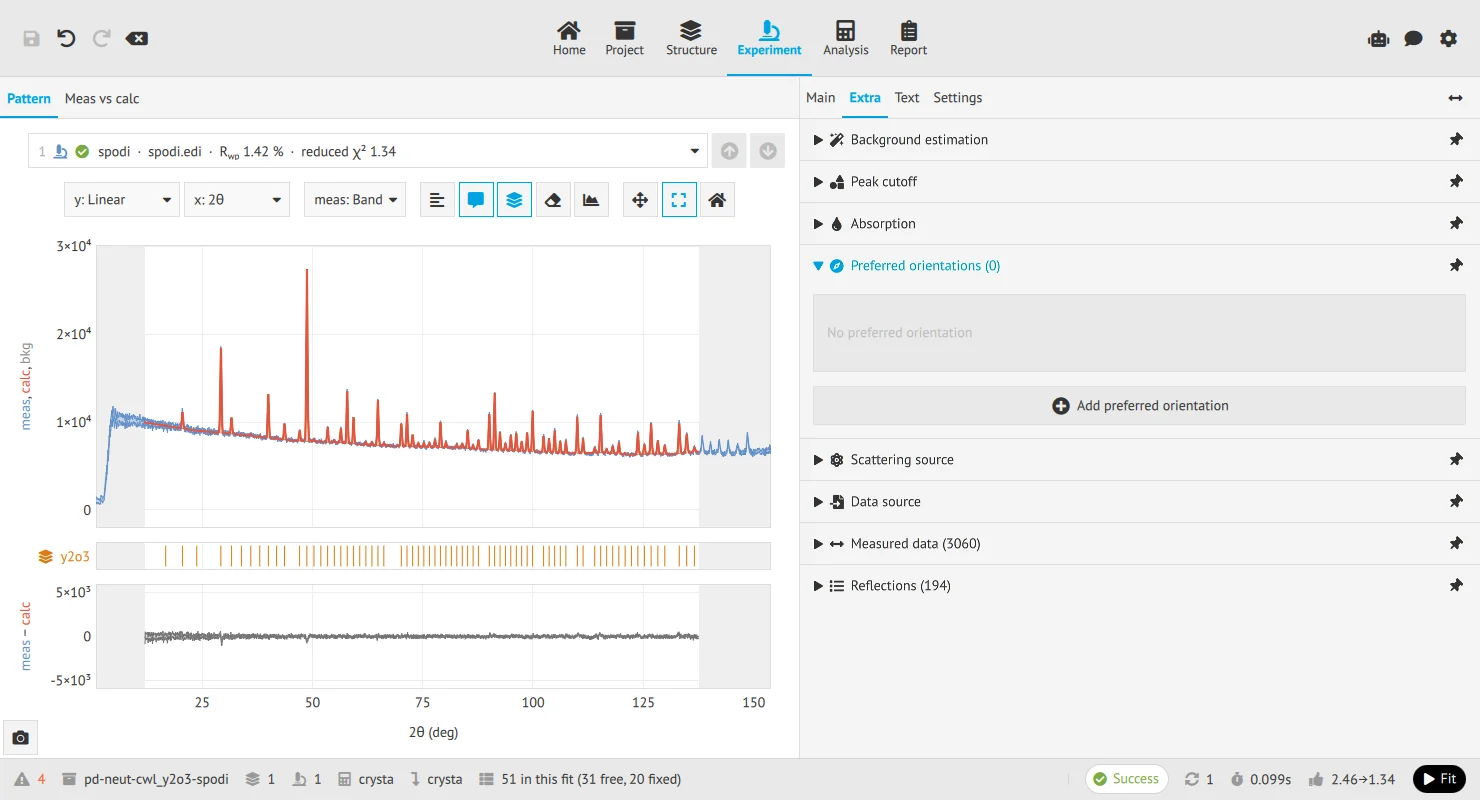 Home Project Structure Experiment Analysis Report
Pattern Meas vs calc
Main Extra Text Settings
1 spodi · spodi.edi · Rwp 1.42 % · reduced χ² 1.34
y: Linear x: 2θ meas: Band
3×10⁴
2×10⁴
1×10⁴
0
meas, calc, bkg
y2o3
5×10³
0
-5×10³
meas − calc
25 50 75 100 125 150
2θ (deg)
Background estimation
Peak cutoff
Absorption
Preferred orientations (0)
No preferred orientation
Add preferred orientation
Scattering source
Data source
Measured data (3060)
Reflections (194)
4 pd-neut-cwl_y2o3-spodi 1 1 crysta crysta 51 in this fit (31 free, 20 fixed) Success 1 0.099s 2.46→1.34 Fit